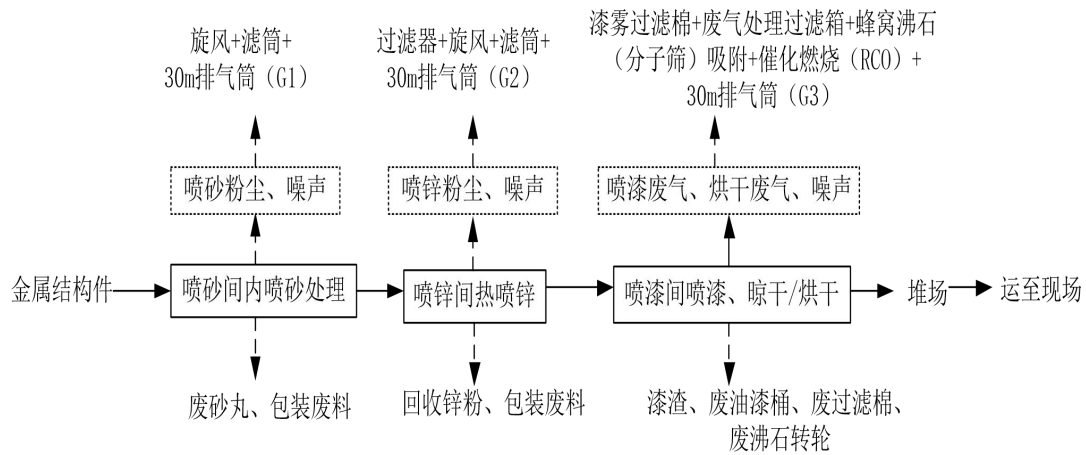 旋风+滤筒+
30m排气筒（G1）
过滤器+旋风+滤筒+
30m排气筒（G2）
漆雾过滤棉+废气处理过滤箱+蜂窝沸石
（分子筛）吸附+催化燃烧（RCO）+
30m排气筒（G3）
喷砂粉尘、噪声
喷锌粉尘、噪声
喷漆废气、烘干废气、噪声
金属结构件
喷砂间内喷砂处理
喷锌间热喷锌
喷漆间喷漆、晾干/烘干
堆场
运至现场
废砂丸、包装废料
回收锌粉、包装废料
漆渣、废油漆桶、废过滤棉、
废沸石转轮